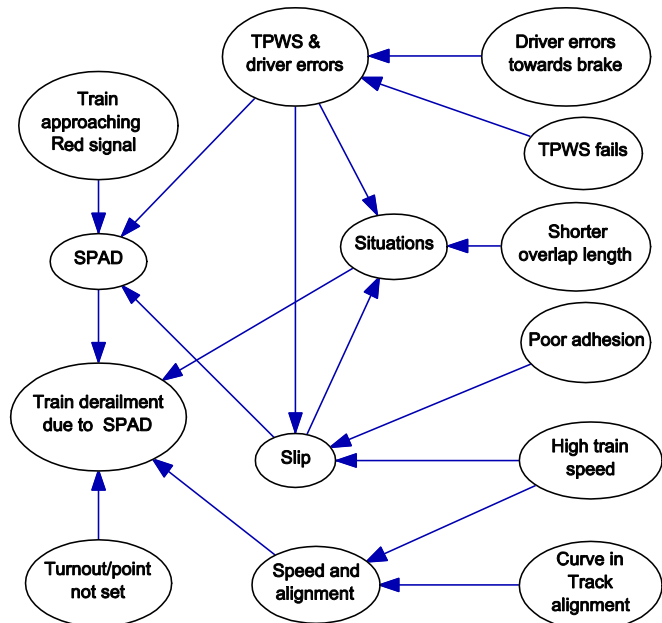 TPWS &
driver errors
Driver errors
towards brake
Train
approaching
Red signal
TPWS fails
SPAD
Situations
Shorter
overlap length
Poor adhesion
Train derailment
due to SPAD
Slip
High train
speed
Turnout/point
not set
Speed and
alignment
Curve in
Track
alignment